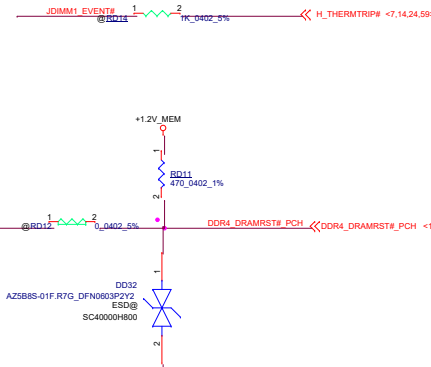 JDIMM1_EVENT#
1
2
@RD14
1K_0402_5%
H_THERMTRIP# <7,14,24,59>
+1.2V_MEM
1
RD11
470_0402_1%
2
1
2
@RD12
0_0402_5%
DDR4_DRAMRST#_PCH
DDR4_DRAMRST#_PCH <1
1
DD32
AZ5B8S-01F.R7G_DFN0603P2Y2
ESD@
SC40000H800
2